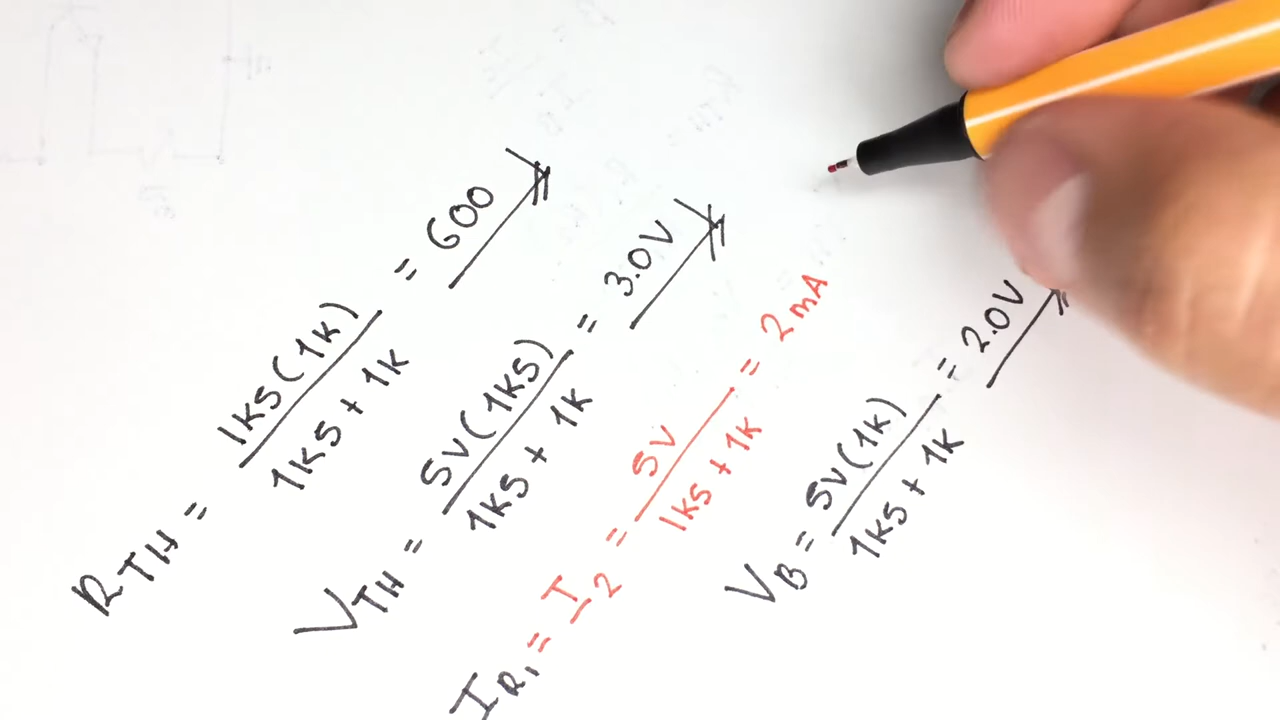 RTH = 1K5(1K) / 1K5 + 1K = 600
VTH = 5V(1K5) / 1K5 + 1K = 3.0V
IR1 = I2 = 5V / 1K5 + 1K = 2mA
VB = 5V(1K) / 1K5 + 1K = 2.0V